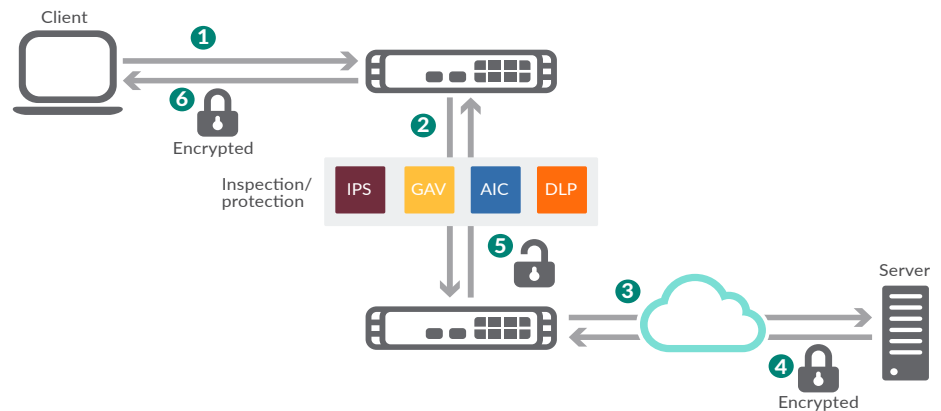 Client
1
6
Encrypted
2
Inspection/
protection
IPS
GAV
AIC
DLP
5
3
Server
4
Encrypted